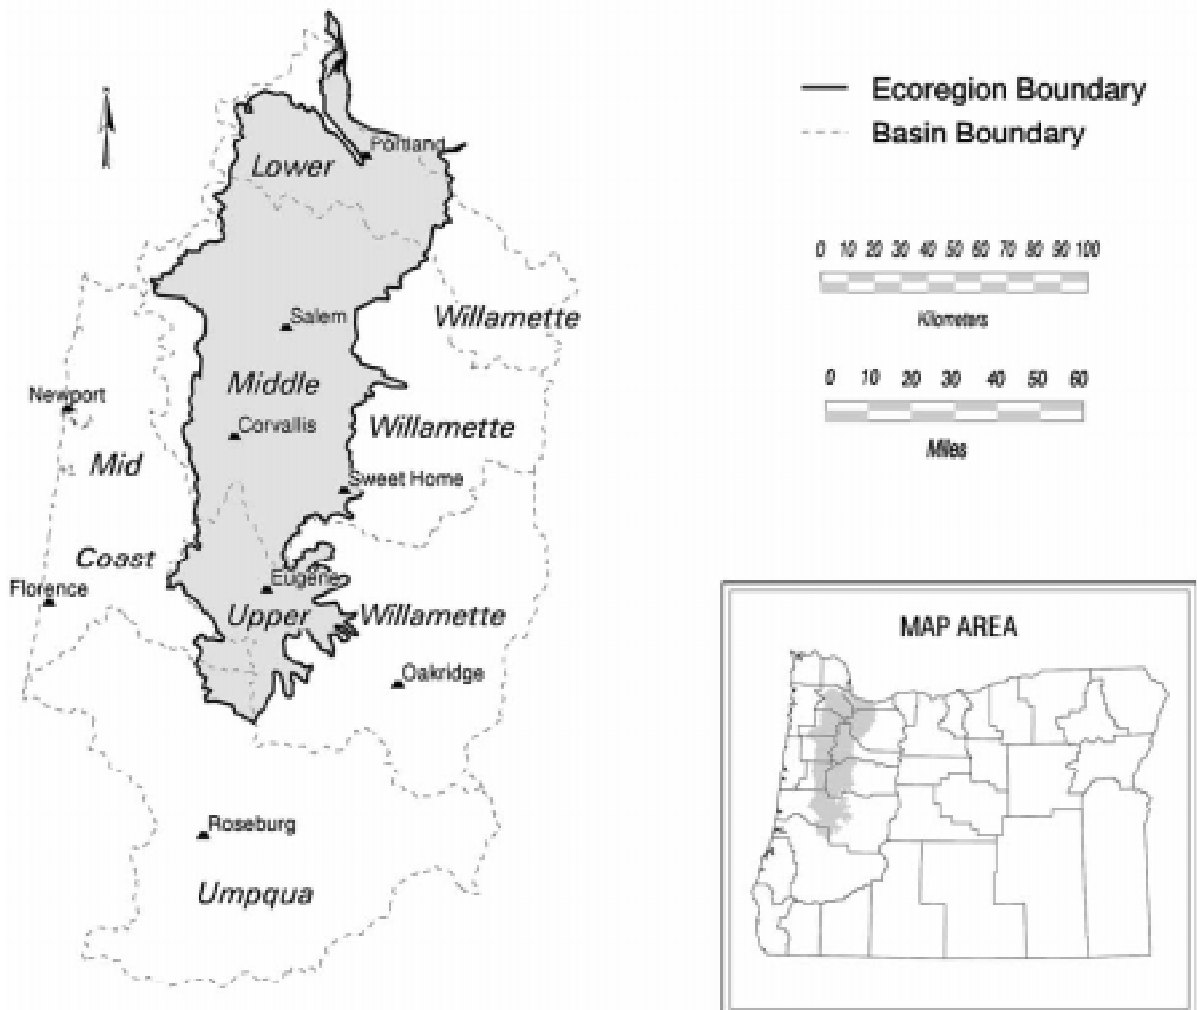 Ecoregion Boundary
Basin Boundary
Portland
Lower
0 10 20 30 40 50 60 70 80 90 100
Kilometers
Salem
Willamette
0 10 20 30 40 50 60
Miles
Middle
Newport
Corvallis
Willamette
Mid
Sweet Home
Coast
Eugene
Florence
Upper Willamette
MAP AREA
Oakridge
Roseburg
Umpqua